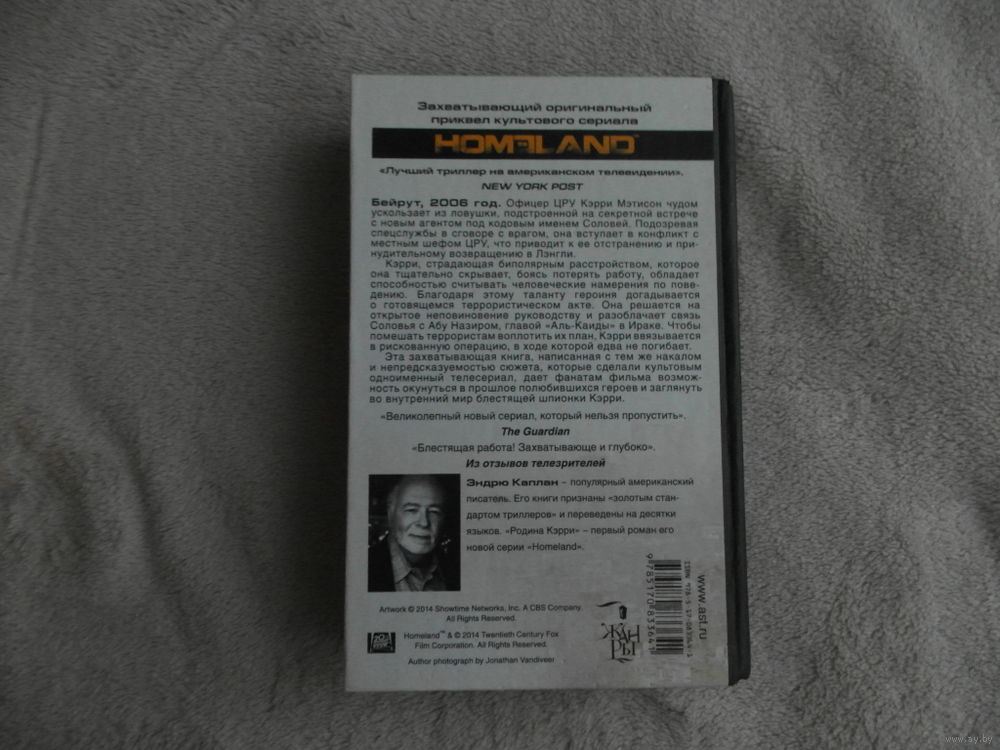 Захватывающий оригинальный
приквел культового сериала
HOMELAND™
«Лучший триллер на американском телевидении».
NEW YORK POST
Бейрут, 2006 год. Офицер ЦРУ Кэрри Мэтисон чудом
ускользает из ловушки, подстроенной на секретной встрече
с новым агентом под кодовым именем Соловей. Подозревая
спецслужбы в сговоре с врагом, она вступает в конфликт с
местным шефом ЦРУ, что приводит к ее отстранению и при-
нудительному возвращению в Лэнгли.
Кэрри, страдающая биполярным расстройством, которое
она тщательно скрывает, боясь потерять работу, обладает
способностью считывать человеческие намерения по пове-
дению. Благодаря этому таланту героиня догадывается
о готовящемся террористическом акте. Она решается на
открытое неповиновение руководству и разоблачает связь
Соловья с Абу Назиром, главой «Аль-Каиды» в Ираке. Чтобы
помешать террористам воплотить их план, Кэрри ввязывается
в рискованную операцию, в ходе которой едва не погибает.
Эта захватывающая книга, написанная с тем же накалом
и непредсказуемостью сюжета, которые сделали культовым
одноименный телесериал, дает фанатам фильма возмож-
ность окунуться в прошлое полюбившихся героев и заглянуть
во внутренний мир блестящей шпионки Кэрри.
«Великолепный новый сериал, который нельзя пропустить».
The Guardian
«Блестящая работа! Захватывающе и глубоко».
Из отзывов телезрителей
Эндрю Каплан – популярный американский
писатель. Его книги признаны «золотым стан-
дартом триллеров» и переведены на десятки
языков. «Родина Кэрри» – первый роман его
новой серии «Homeland».
Artwork © 2014 Showtime Networks, Inc. A CBS Company.
All Rights Reserved.
Homeland™ & © 2014 Twentieth Century Fox
Film Corporation. All Rights Reserved.
Author photograph by Jonathan Vandiveer
ЖАН
РЫ
9 785170 833641
www.ast.ru
www.ay.by